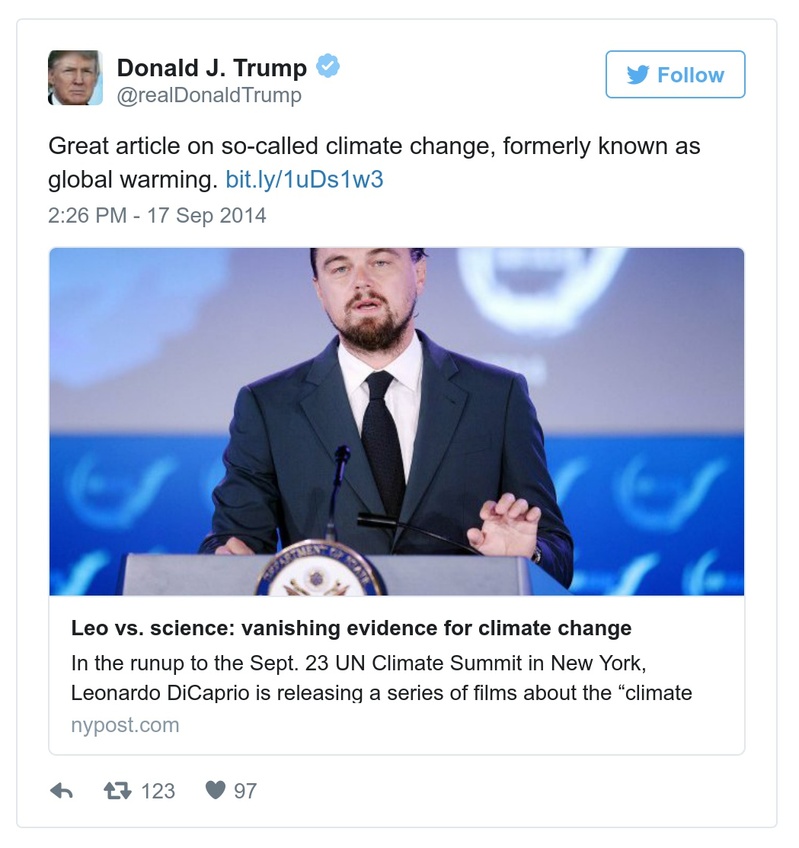 Donald J. Trump
@realDonaldTrump
Follow
Great article on so-called climate change, formerly known as
global warming. bit.ly/1uDs1w3
2:26 PM - 17 Sep 2014
DEPARTMENT OF STATE
Leo vs. science: vanishing evidence for climate change
In the runup to the Sept. 23 UN Climate Summit in New York,
Leonardo DiCaprio is releasing a series of films about the “climate
nypost.com
123
97